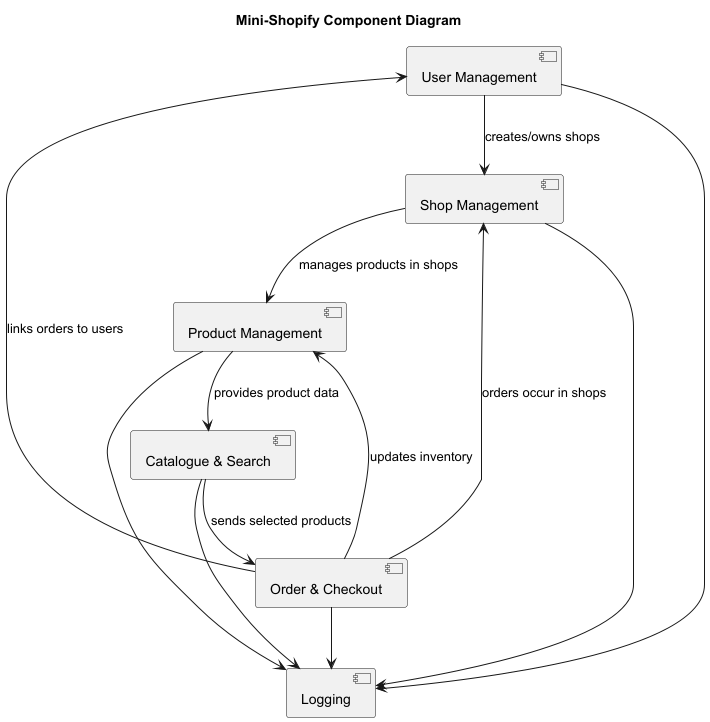 Mini-Shopify Component Diagram
User Management
creates/owns shops
Shop Management
manages products in shops
links orders to users
Product Management
provides product data
orders occur in shops
Catalogue & Search
updates inventory
sends selected products
Order & Checkout
Logging